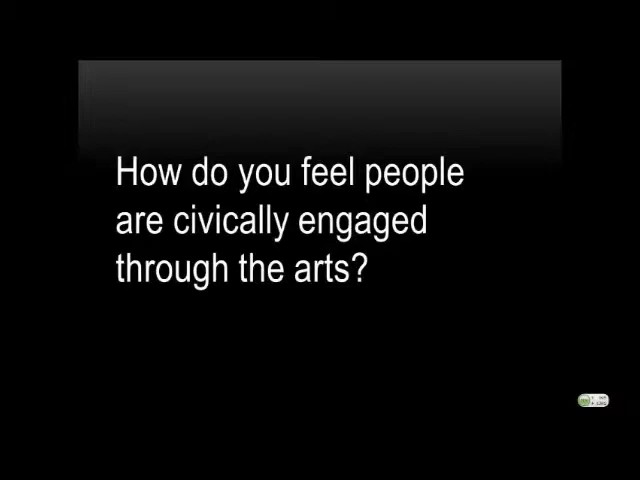 How do you feel people
are civically engaged
through the arts?